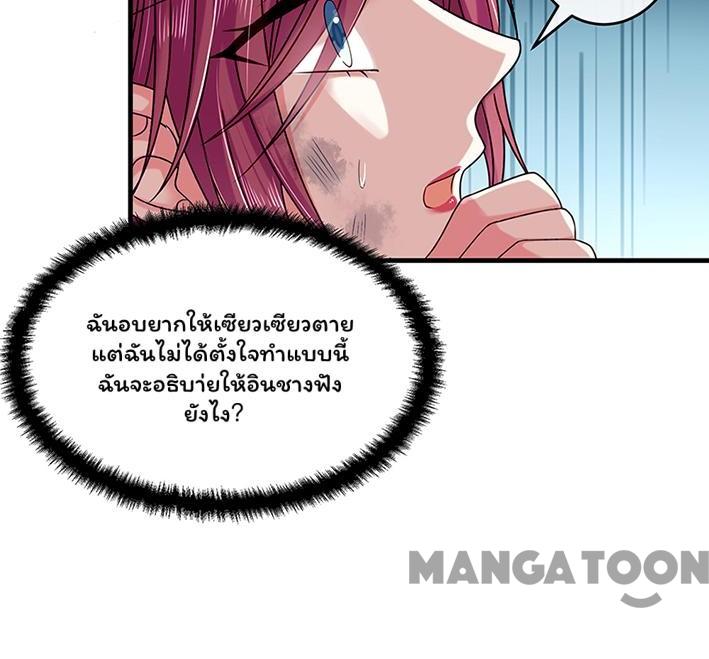 ฉันอบยากให้เซียวเซียวตาย
แต่ฉันไม่ได้ตั้งใจทำแบบนี้
ฉันจะอธิบ่ายให้อินชางฟัง
ยังไง?
MANGATOON